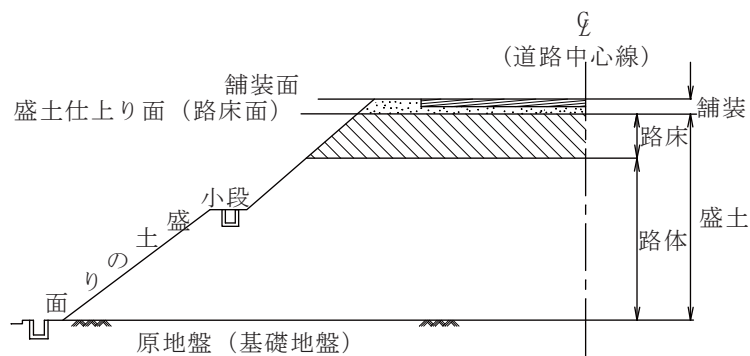 ℄
(道路中心線)
舗装面
盛土仕上り面（路床面）
舗装
路床
小段
盛土
路体
盛土のり面
原地盤（基礎地盤）